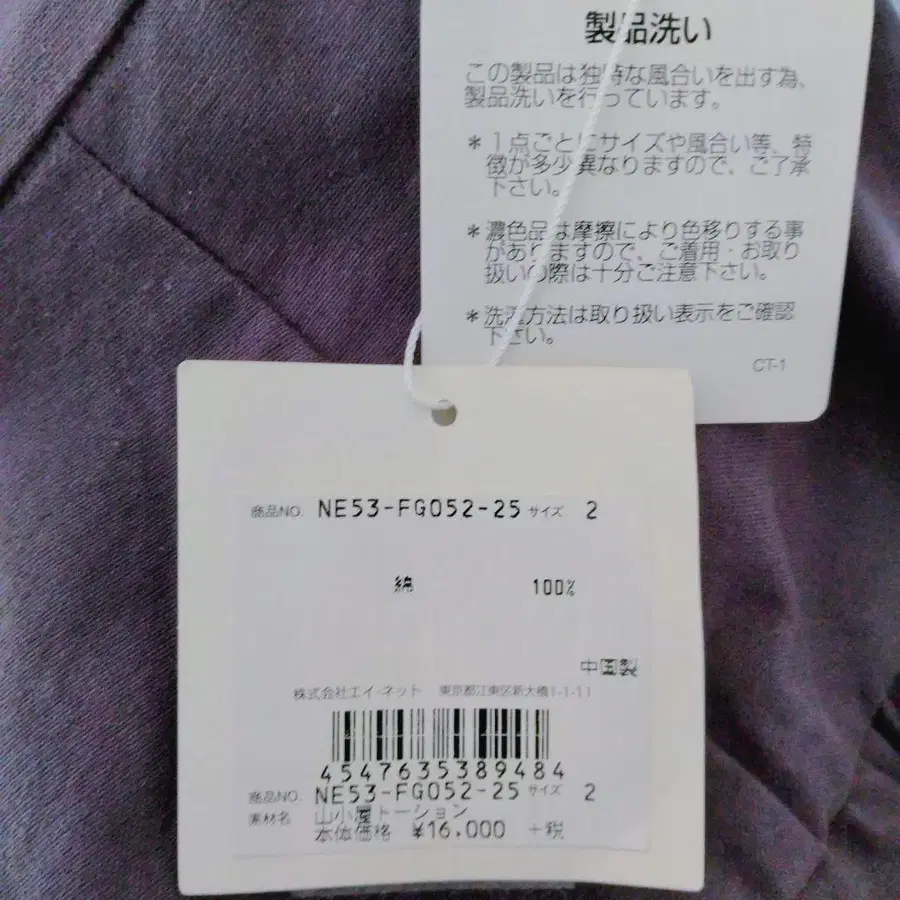 製品洗い
この製品は独特な風合いを出す為、
製品洗いを行っています。
*1点ごとにサイズや風合い等、特
徴が多少異なりますので、ご了承
下さい。
*濃色品は摩擦により色移りする事
がありますので、ご着用・お取り
扱いの際は十分ご注意下さい。
*洗濯方法は取り扱い表示をご確認
下さい。
CT-1
商品NO. NE53-FG052-25 サイズ 2
綿 100%
中国製
株式会社エイ・ネット 東京都江東区新大橋1-1-11
4547635389484
商品NO. NE53-FG052-25 サイズ 2
素材名 山小屋トーション
本体価格 ¥16.000 +税